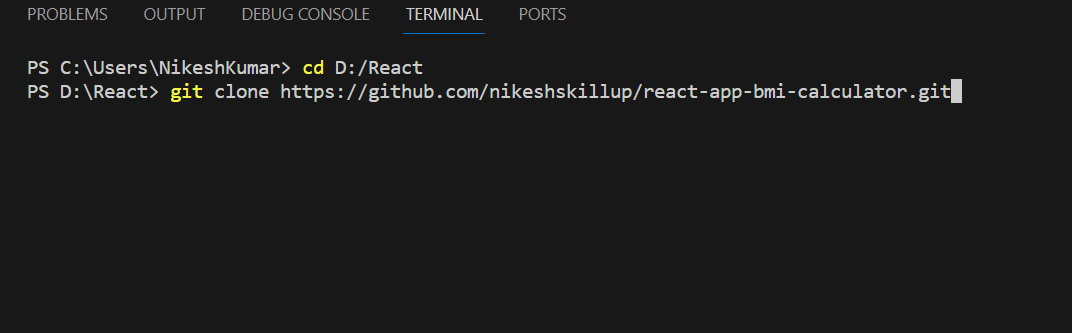 PROBLEMS OUTPUT DEBUG CONSOLE TERMINAL PORTS
PS C:\Users\NikeshKumar> cd D:/React
PS D:\React> git clone https://github.com/nikeshskillup/react-app-bmi-calculator.git